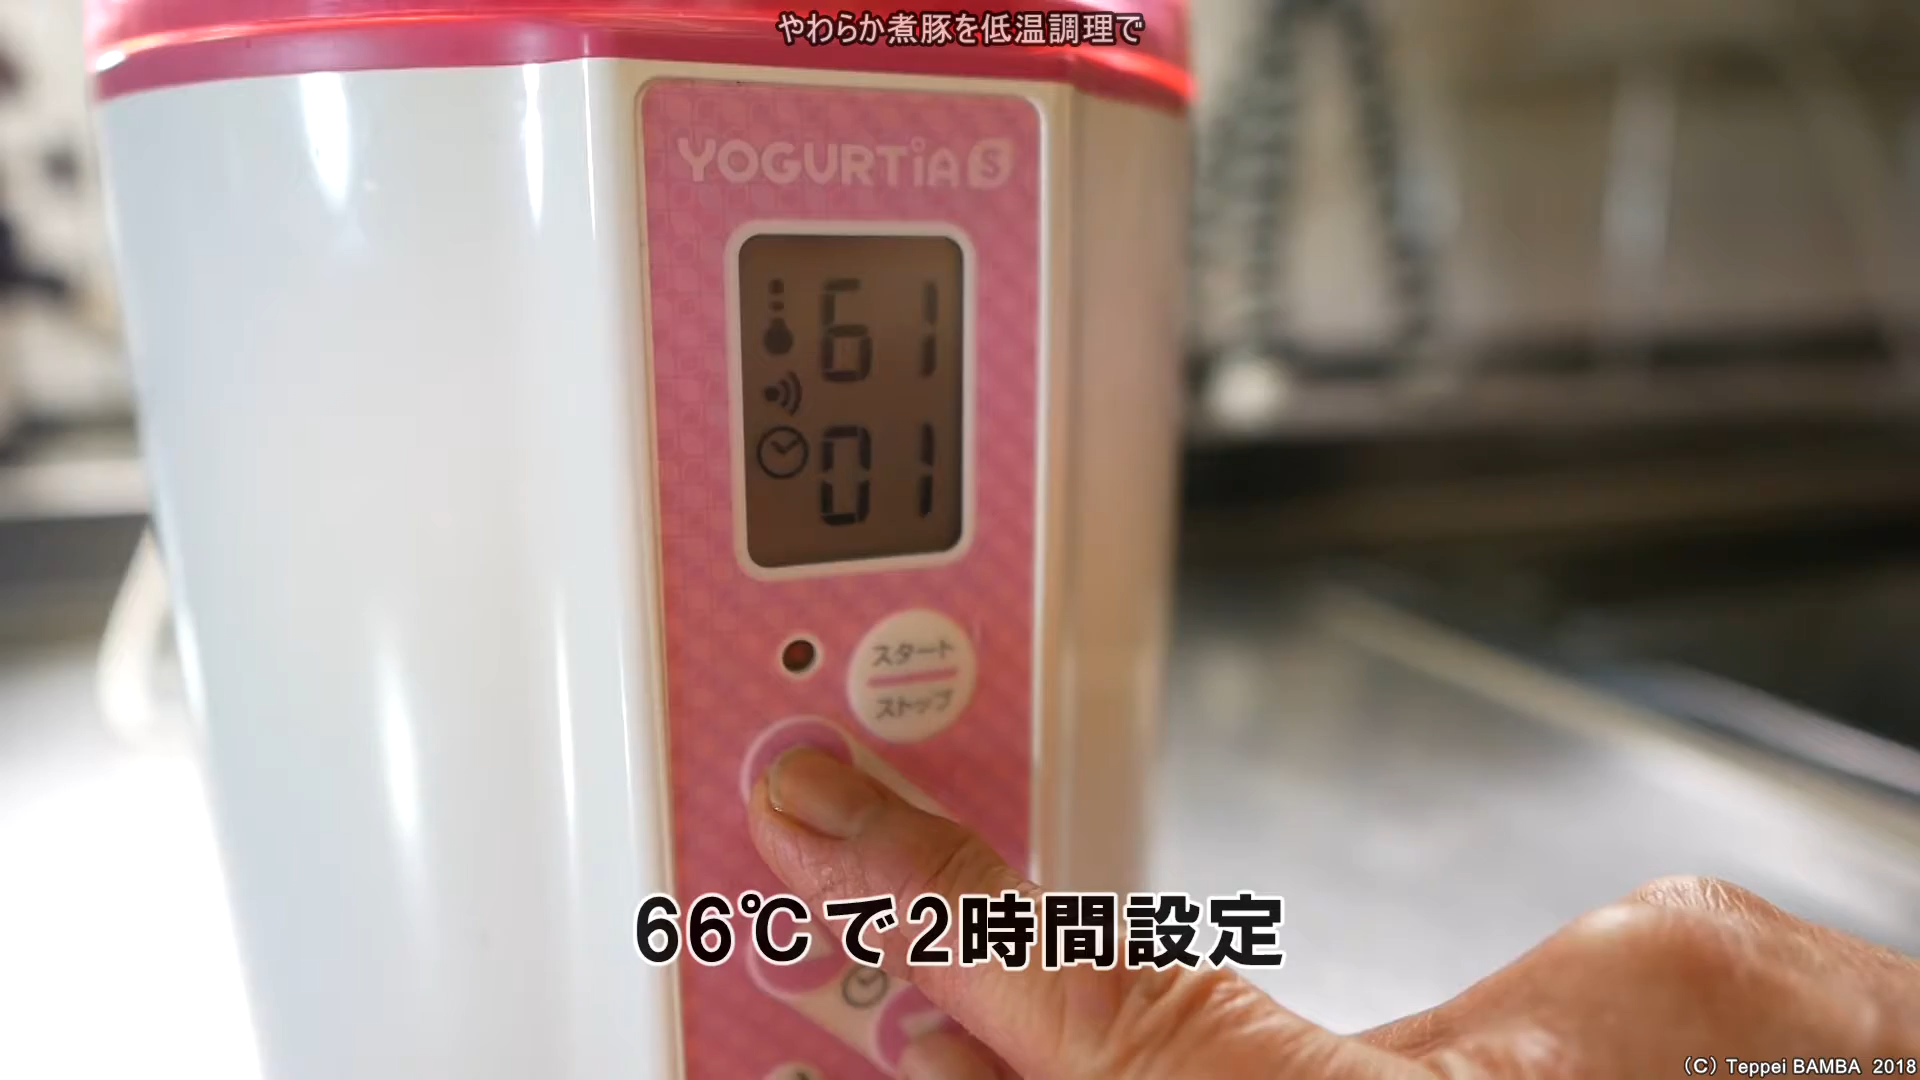 やわらか煮豚を低温調理で
YOGURTiA S
61
01
スタート
ストップ
66℃で2時間設定
(C) Teppei BAMBA 2018